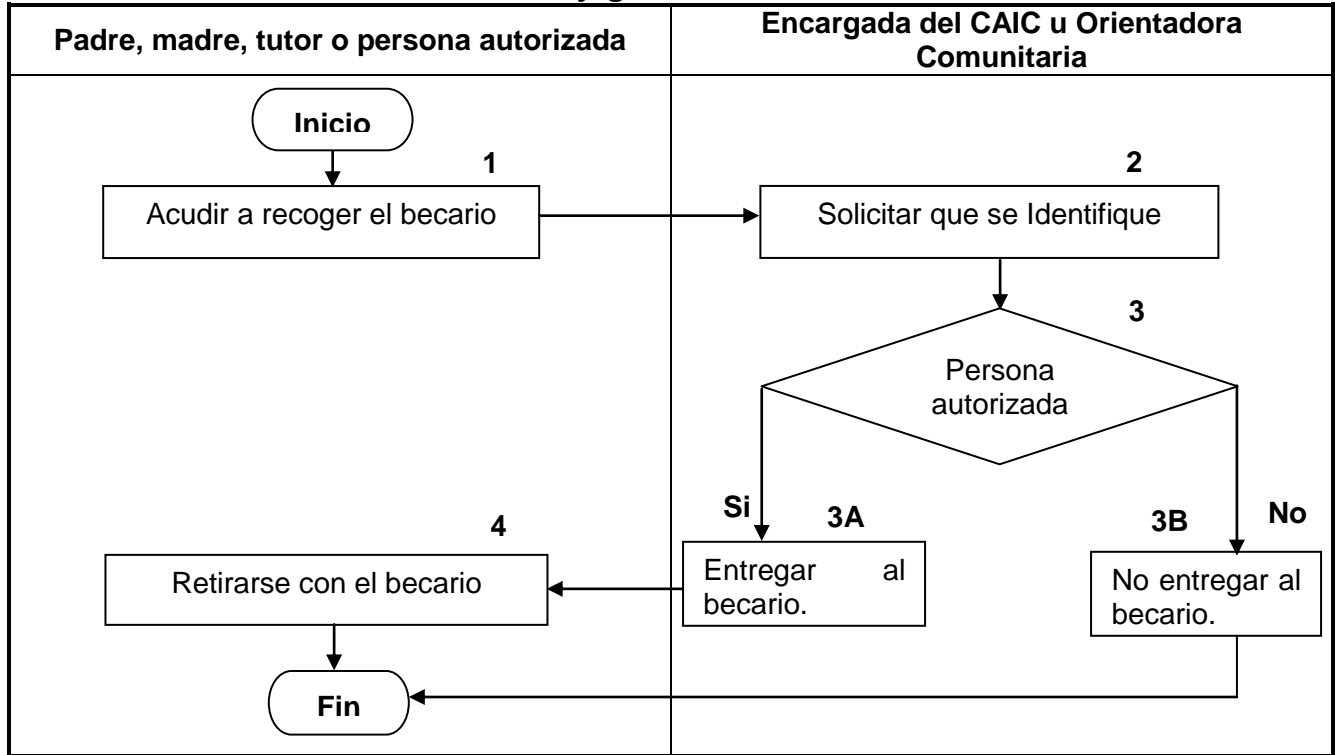 Padre, madre, tutor o persona autorizada
Encargada del CAIC u Orientadora
Comunitaria
Inicio
1
Acudir a recoger el becario
2
Solicitar que se Identifique
3
Persona
autorizada
Si
3A
Entregar al
becario.
No
3B
No entregar al
becario.
4
Retirarse con el becario
Fin